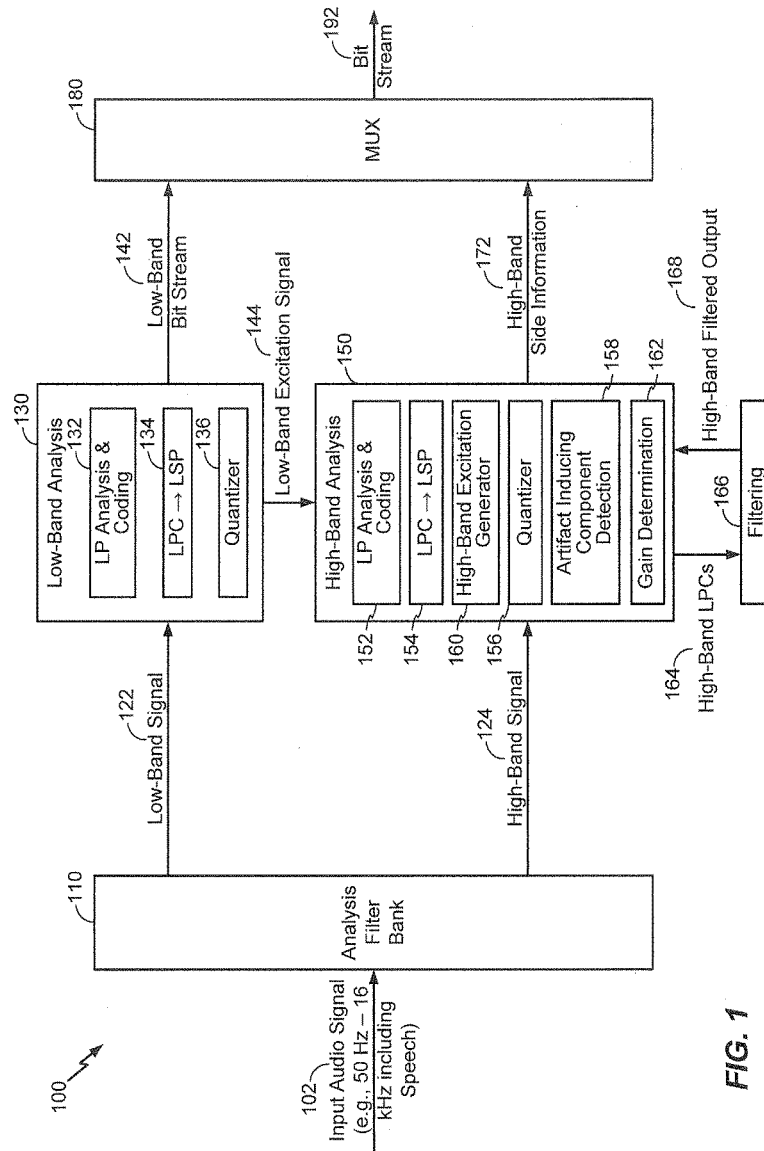 100
102
Input Audio Signal
(e.g., 50 Hz – 16
kHz including
Speech)
110
Analysis
Filter
Bank
122
Low-Band Signal
124
High-Band Signal
130
Low-Band Analysis
132
LP Analysis &
Coding
134
LPC → LSP
136
Quantizer
142
Low-Band
Bit Stream
144
Low-Band Excitation Signal
150
High-Band Analysis
LP Analysis &
Coding
152
LPC → LSP
154
High-Band Excitation
Generator
160
Quantizer
156
Artifact Inducing
Component
Detection
158
Gain Determination
162
164
High-Band LPCs
166
Filtering
168
High-Band Filtered Output
172
High-Band
Side Information
180
MUX
192
Bit
Stream
FIG. 1